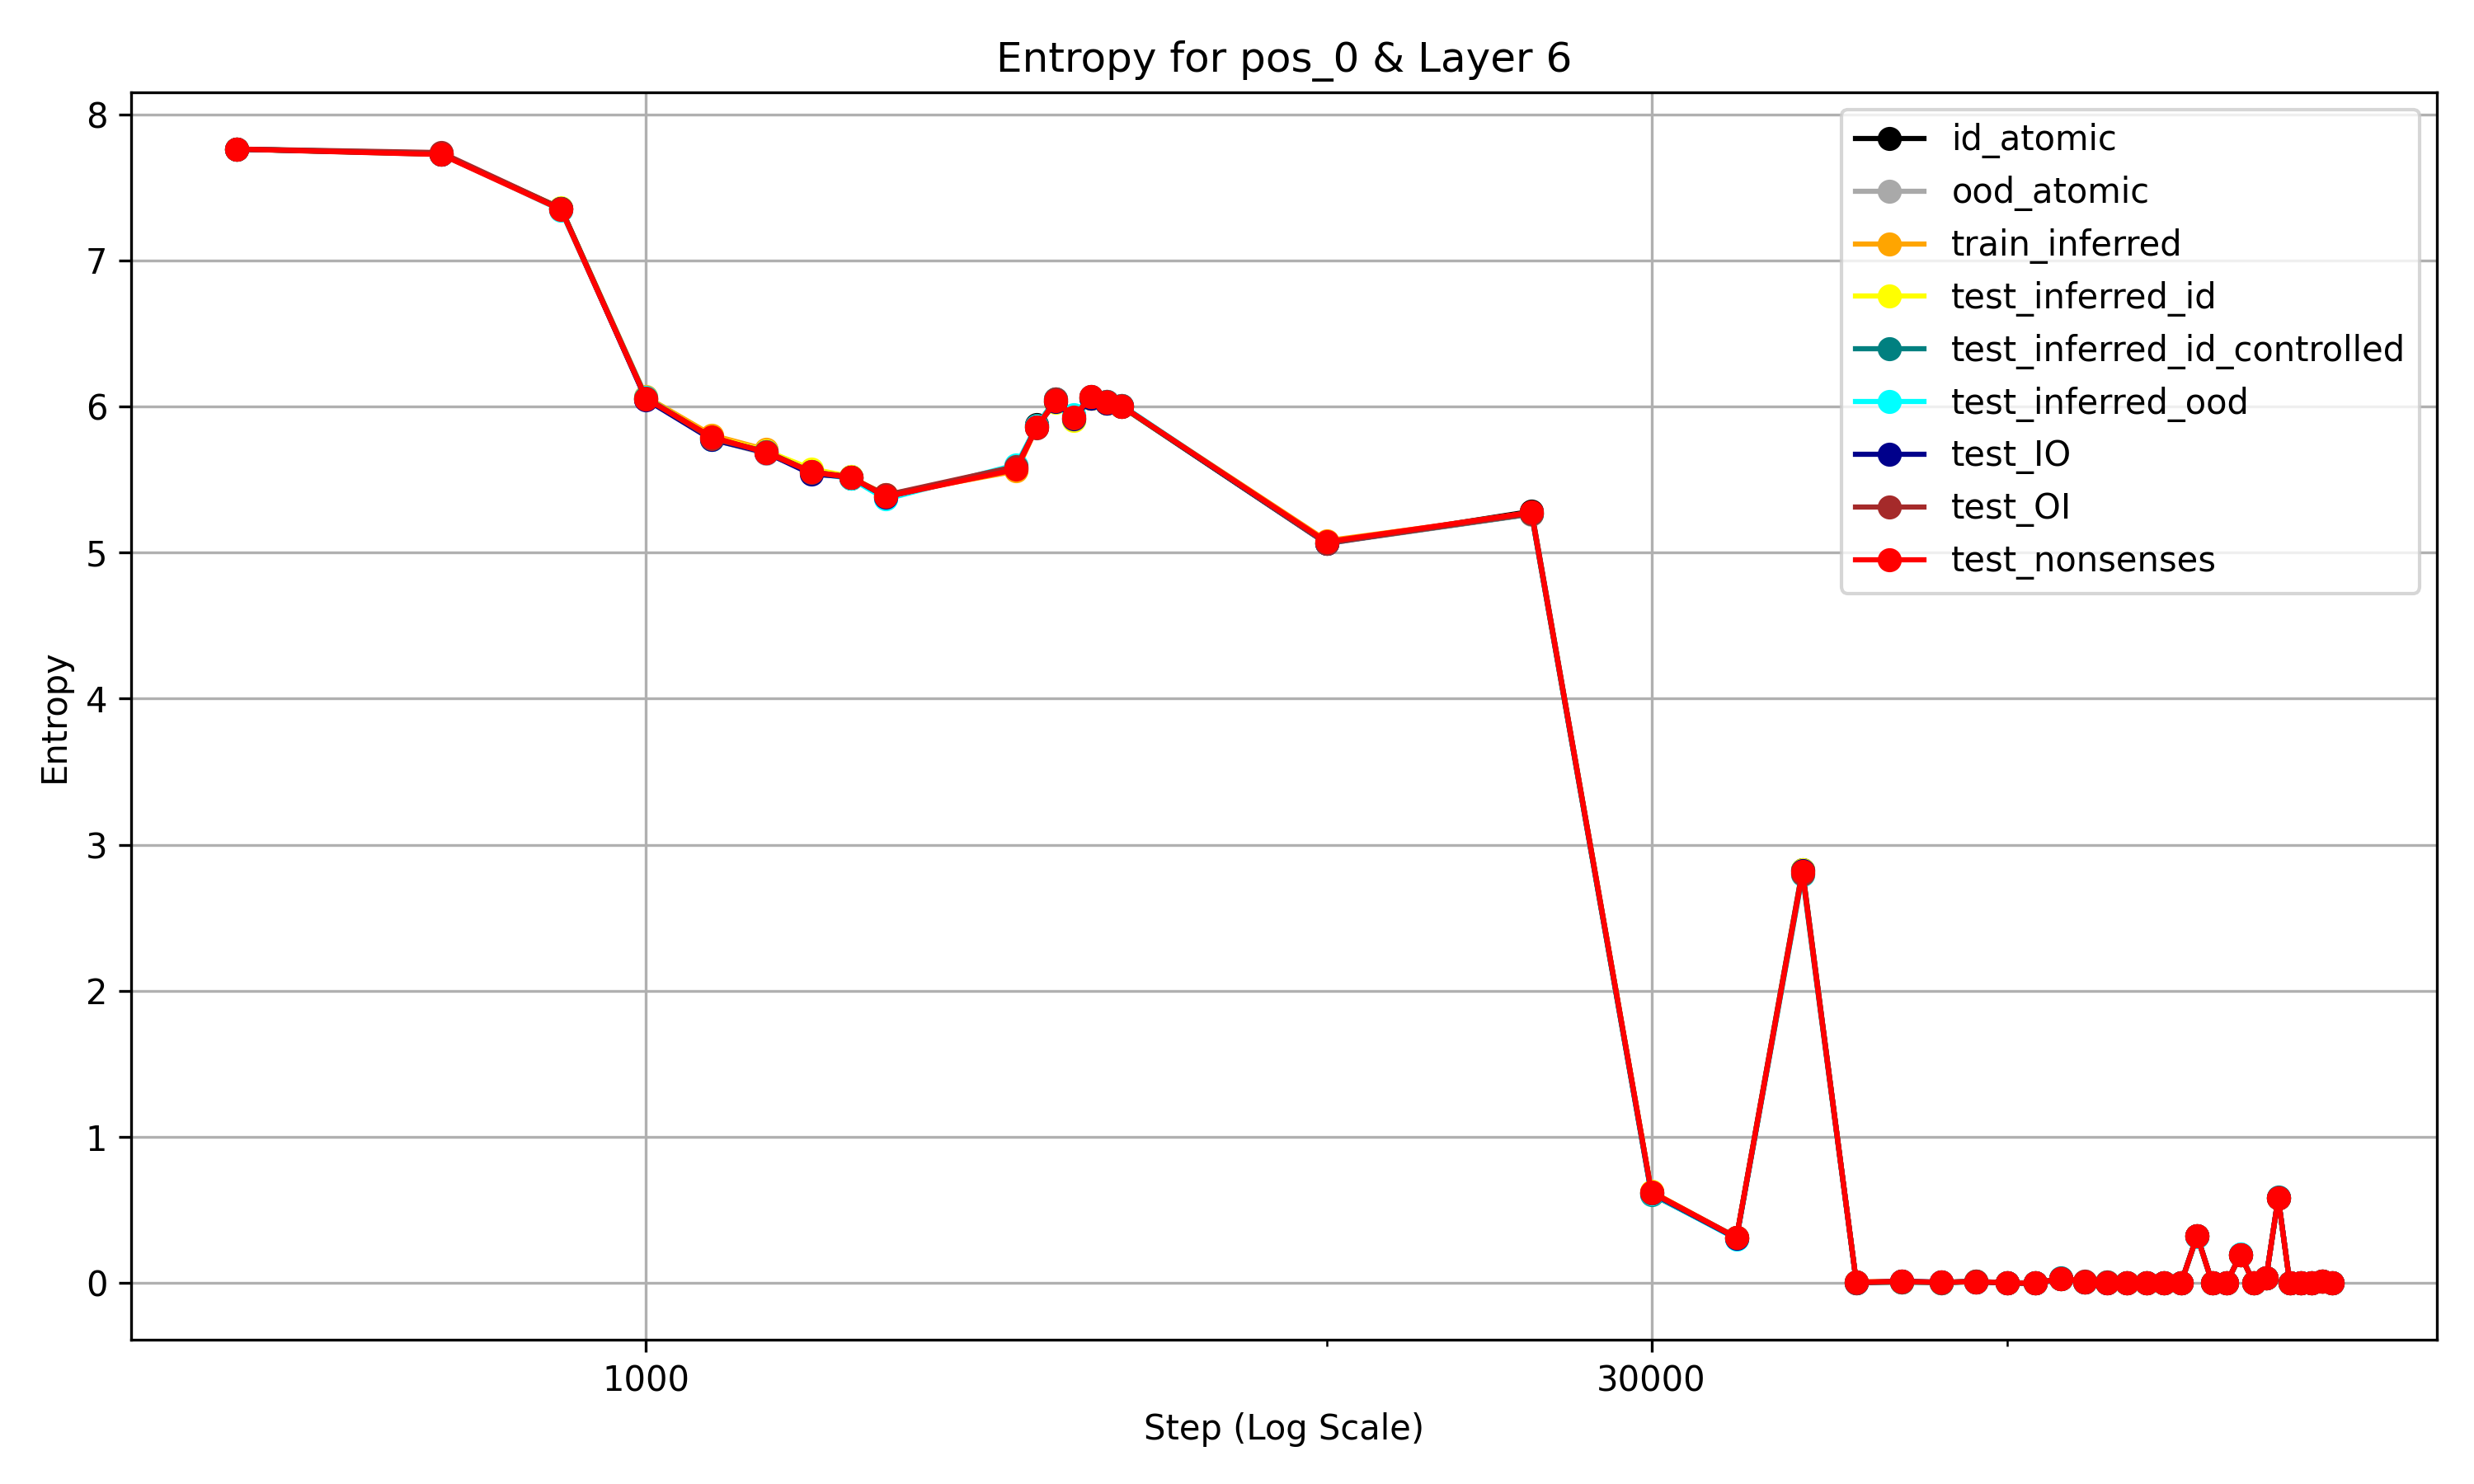 Entropy for pos_0 & Layer 6
8
7
6
5
4
3
2
1
0
Entropy
1000
30000
Step (Log Scale)
id_atomic
ood_atomic
train_inferred
test_inferred_id
test_inferred_id_controlled
test_inferred_ood
test_IO
test_OI
test_nonsenses